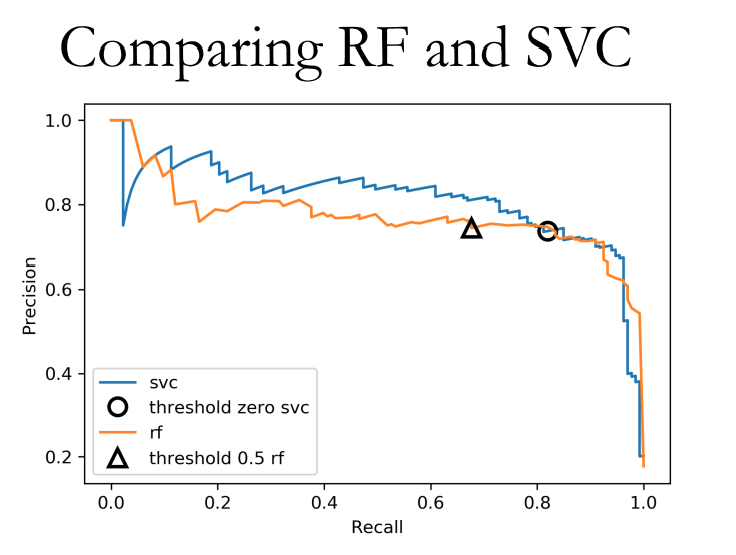 Comparing RF and SVC
1.0
0.8
0.6
0.4
0.2
Precision
svc
threshold zero svc
rf
threshold 0.5 rf
0.0 0.2 0.4 0.6 0.8 1.0
Recall